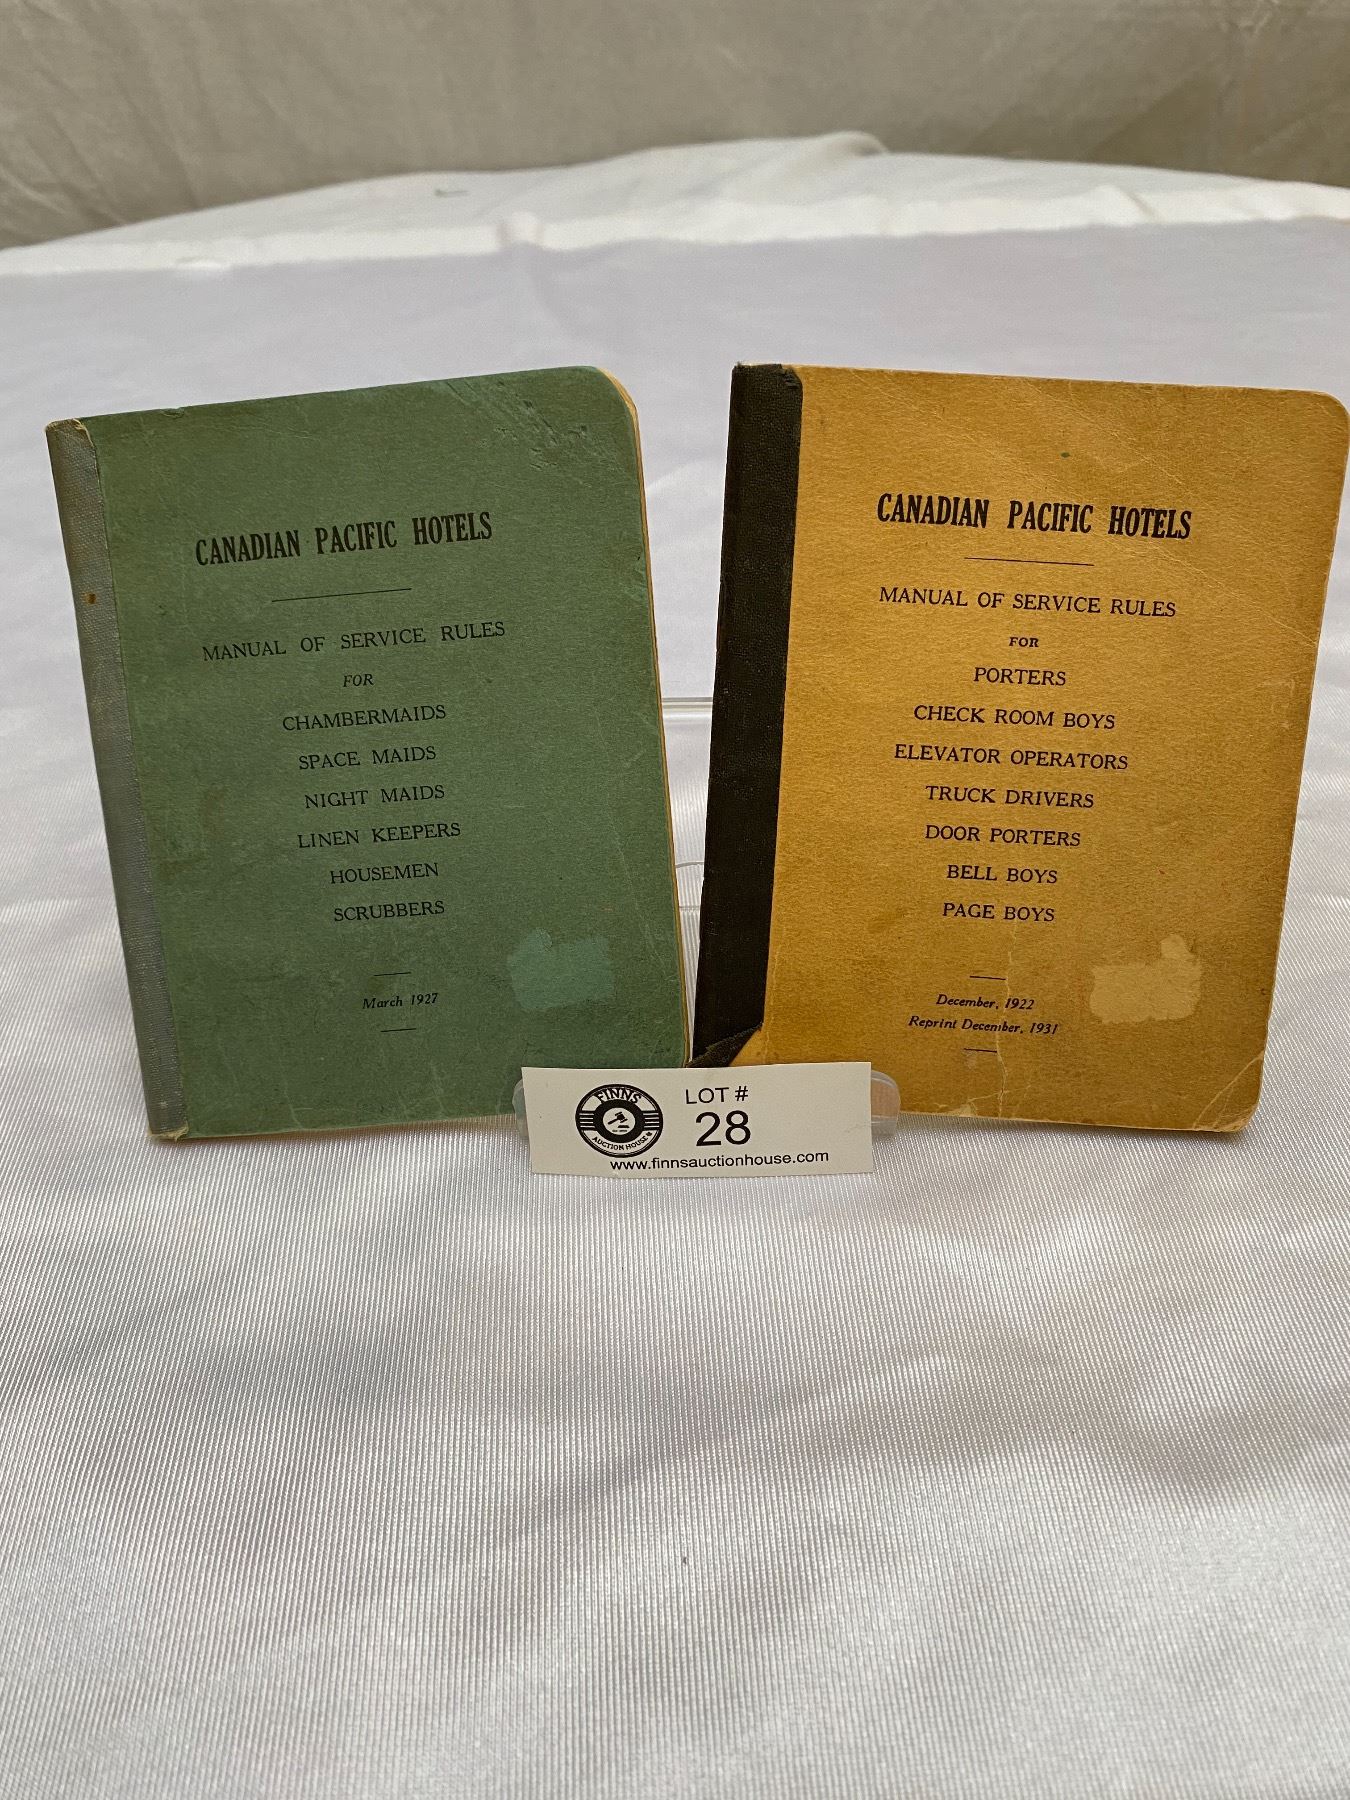 CANADIAN PACIFIC HOTELS
MANUAL OF SERVICE RULES
FOR
CHAMBERMAIDS
SPACE MAIDS
NIGHT MAIDS
LINEN KEEPERS
HOUSEMEN
SCRUBBERS
March 1927
CANADIAN PACIFIC HOTELS
MANUAL OF SERVICE RULES
FOR
PORTERS
CHECK ROOM BOYS
ELEVATOR OPERATORS
TRUCK DRIVERS
DOOR PORTERS
BELL BOYS
PAGE BOYS
December, 1922
Reprint December, 1931
FINNS
AUCTION HOUSE
LOT #
28
www.finnsauctionhouse.com